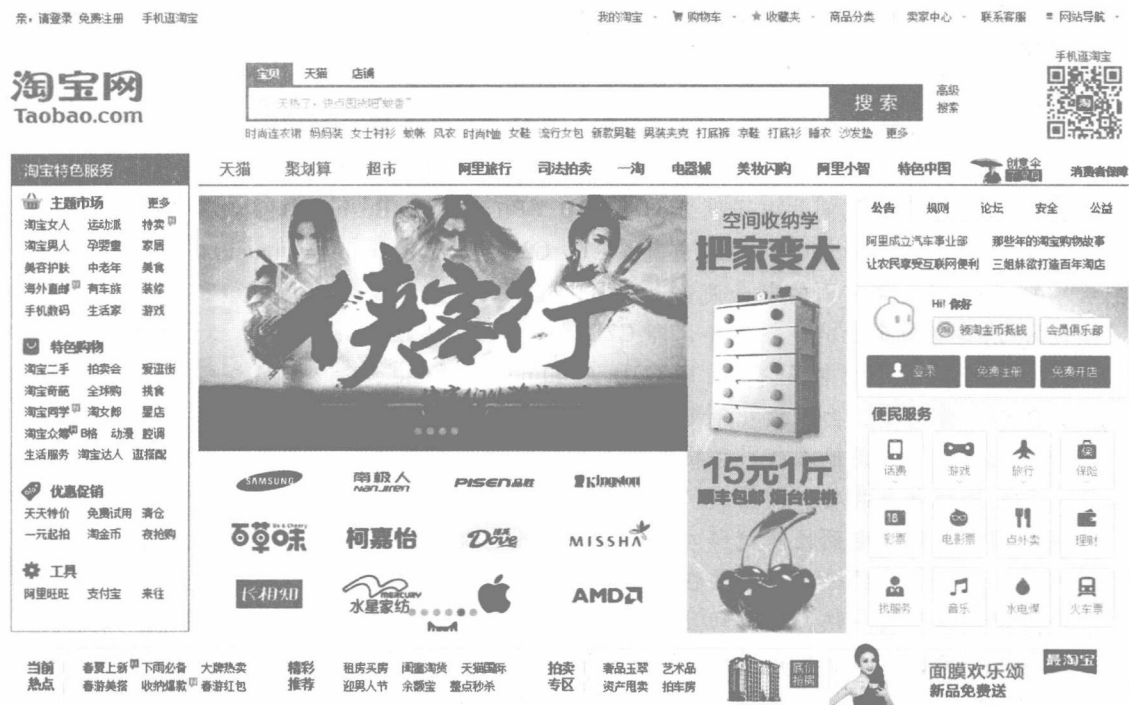 亲，请登录 免费注册 手机逛淘宝
我的淘宝 购物车 收藏夹 商品分类 卖家中心 联系客服 网站导航
手机逛淘宝
淘宝网
Taobao.com
宝贝 天猫 店铺
搜索
高级
搜索
时尚连衣裙 妈妈装 女士衬衫 蚊帐 风衣 时尚t恤 女鞋 流行女包 新款男鞋 男装夹克 打底裤 凉鞋 打底衫 睡衣 沙发垫 更多
淘宝特色服务
天猫 聚划算 超市 阿里旅行 司法拍卖 一淘 电器城 美妆闪购 阿里小智 特色中国 创意伞 消费者保障
主题市场 更多
淘宝女人 运动派 特卖
淘宝男人 孕婴童 家居
美容护肤 中老年 美食
海外直邮 有车族 装修
手机数码 生活家 游戏
特色购物
淘宝二手 拍卖会 爱逛街
淘宝奇葩 全球购 挑食
淘宝同学 淘女郎 星店
淘宝众筹 B格 动漫 腔调
生活服务 淘宝达人 逛搭配
优惠促销
天天特价 免费试用 清仓
一元起拍 淘金币 夜抢购
工具
阿里旺旺 支付宝 来往
侠客行
空间收纳学
把家变大
15元1斤
顺丰包邮 烟台樱桃
SAMSUNG 南极人 NanJiren PISEN品胜 Kingston
百草味 柯嘉怡 Dove MISSHA
长相知 mercury 水星家纺 AMD
公告 规则 论坛 安全 公益
阿里成立汽车事业部 那些年的淘宝购物故事
让农民享受互联网便利 三姐妹欲打造百年淘店
Hi! 你好
领淘金币抵钱 会员俱乐部
登录 免费注册 免费开店
便民服务
话费 游戏 旅行 保险
彩票 电影票 点外卖 理财
找服务 音乐 水电煤 火车票
当前热点
春夏上新 下雨必备 大牌热卖
春游美搭 收纳爆款 春游红包
精彩推荐
租房买房 闺蜜淘货 天猫国际
迎男人节 余额宝 整点秒杀
拍卖专区
奢品玉翠 艺术品
资产甩卖 拍车房
面膜欢乐颂
新品免费送
最淘宝